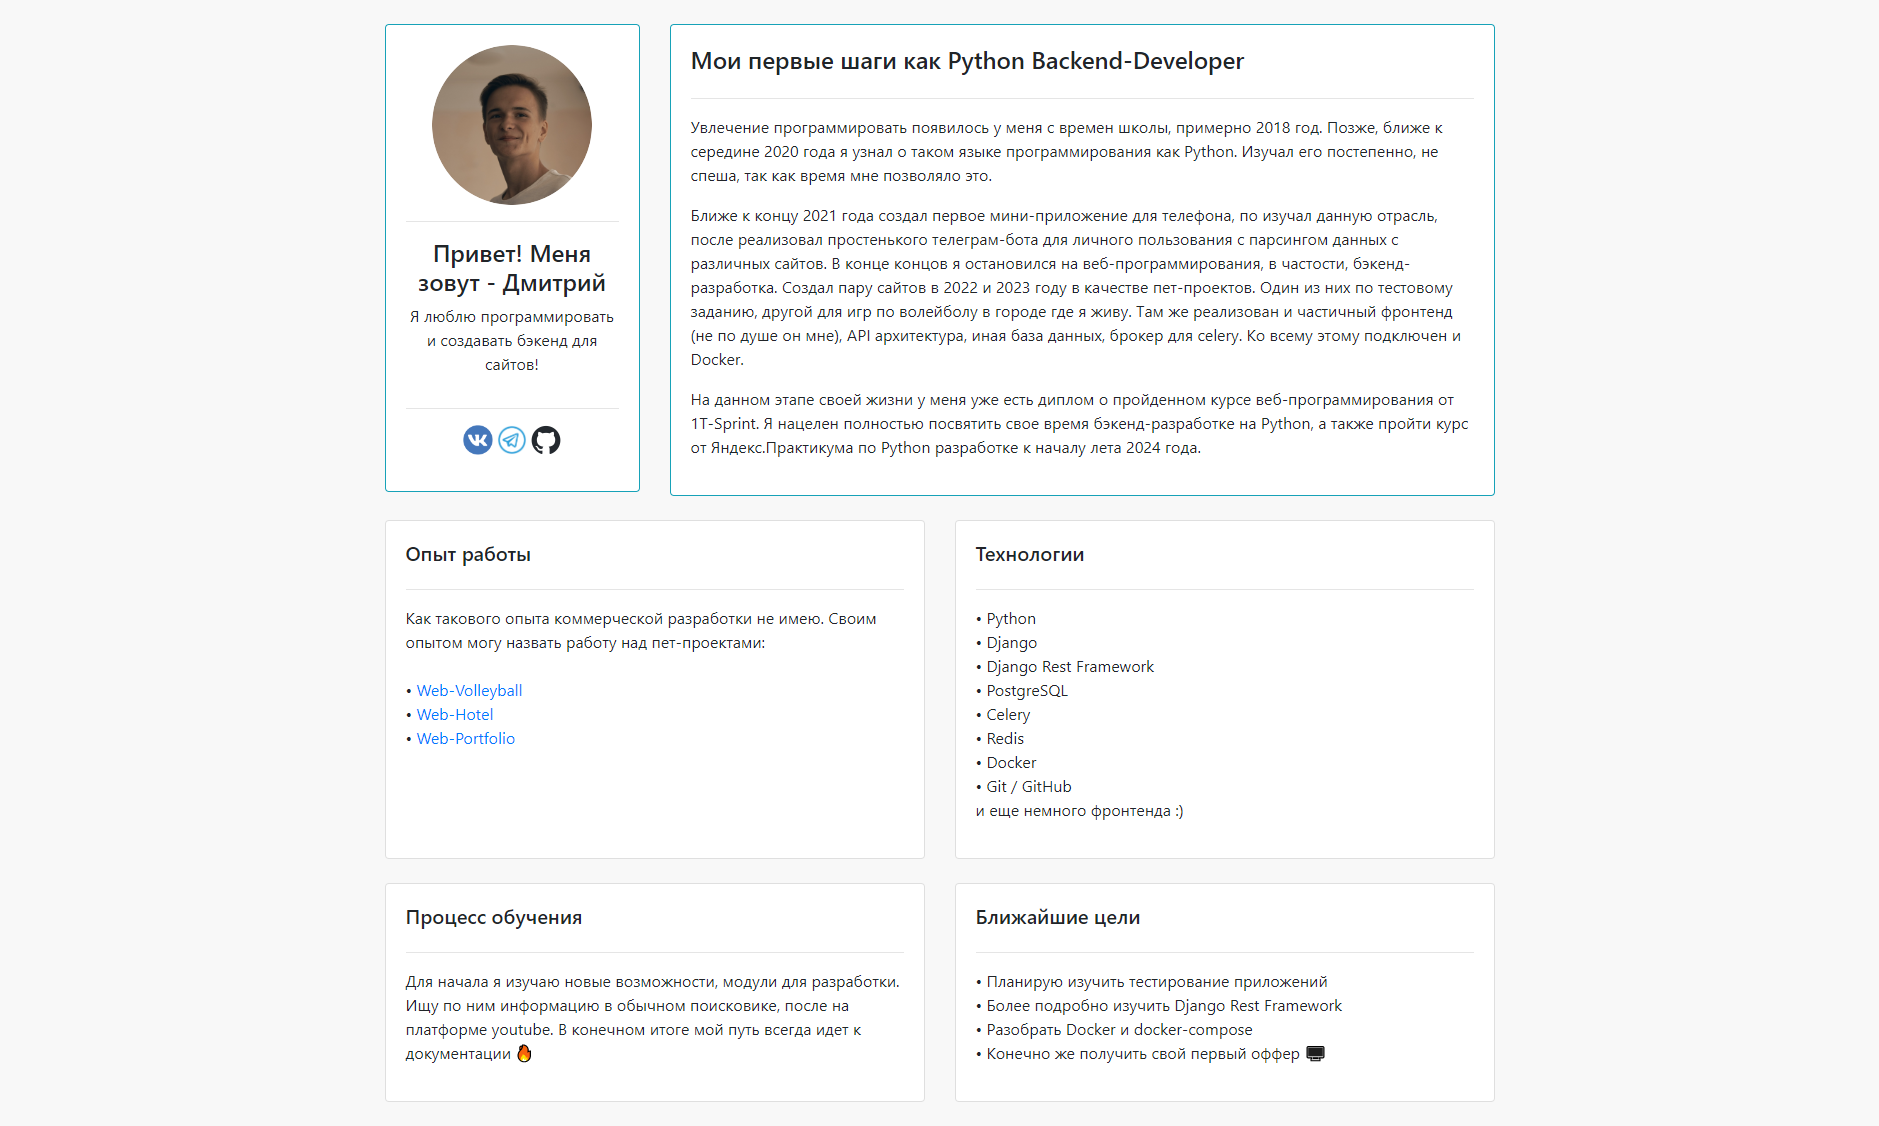 Привет! Меня
зовут - Дмитрий
Я люблю программировать
и создавать бэкенд для
сайтов!
Мои первые шаги как Python Backend-Developer
Увлечение программировать появилось у меня с времен школы, примерно 2018 год. Позже, ближе к
середине 2020 года я узнал о таком языке программирования как Python. Изучал его постепенно, не
спеша, так как время мне позволяло это.
Ближе к концу 2021 года создал первое мини-приложение для телефона, по изучал данную отрасль,
после реализовал простенького телеграм-бота для личного пользования с парсингом данных с
различных сайтов. В конце концов я остановился на веб-программирования, в частости, бэкенд-
разработка. Создал пару сайтов в 2022 и 2023 году в качестве пет-проектов. Один из них по тестовому
заданию, другой для игр по волейболу в городе где я живу. Там же реализован и частичный фронтенд
(не по душе он мне), API архитектура, иная база данных, брокер для celery. Ко всему этому подключен и
Docker.
На данном этапе своей жизни у меня уже есть диплом о пройденном курсе веб-программирования от
1T-Sprint. Я нацелен полностью посвятить свое время бэкенд-разработке на Python, а также пройти курс
от Яндекс.Практикума по Python разработке к началу лета 2024 года.
Опыт работы
Как такового опыта коммерческой разработки не имею. Своим
опытом могу назвать работу над пет-проектами:
• Web-Volleyball
• Web-Hotel
• Web-Portfolio
Технологии
• Python
• Django
• Django Rest Framework
• PostgreSQL
• Celery
• Redis
• Docker
• Git / GitHub
и еще немного фронтенда :)
Процесс обучения
Для начала я изучаю новые возможности, модули для разработки.
Ищу по ним информацию в обычном поисковике, после на
платформе youtube. В конечном итоге мой путь всегда идет к
документации 🔥
Ближайшие цели
• Планирую изучить тестирование приложений
• Более подробно изучить Django Rest Framework
• Разобрать Docker и docker-compose
• Конечно же получить свой первый оффер 🖥️